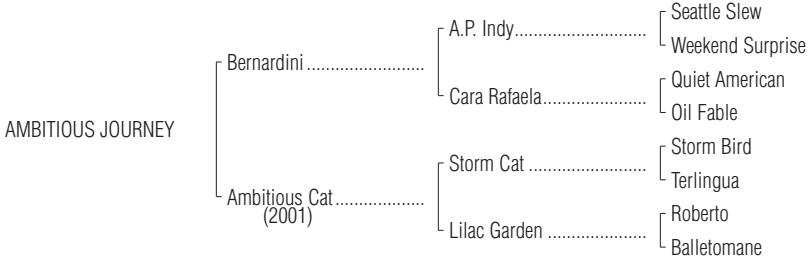 Seattle Slew
A.P. Indy..............................
Weekend Surprise
Bernardini ...........................
Quiet American
Cara Rafaela........................
Oil Fable
AMBITIOUS JOURNEY
Storm Bird
Storm Cat ...........................
Terlingua
Ambitious Cat....................
(2001)
Roberto
Lilac Garden .......................
Balletomane